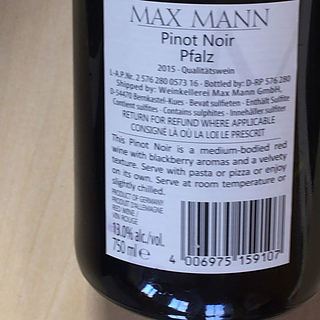 MAX MANN
Pinot Noir
Pfalz
2015 - Qualitätswein
L-A.P.Nr. 2 576 280 0573 16 - Bottled by: D-RP 576 280
Shipped by: Weinkellerei Max Mann GmbH,
D-54470 Bernkastel-Kues - Bevat sulfieten - Enthält Sulfite
Contient sulfites - Contains sulphites - Innehåller sulfiter
RETURN FOR REFUND WHERE APPLICABLE
CONSIGNÉ LÀ OÙ LA LOI LE PRESCRIT
This Pinot Noir is a medium-bodied red
wine with blackberry aromas and a velvety
texture. Serve with pasta or pizza or enjoy
on its own. Serve at room temperature or
slightly chilled.
PRODUCT OF GERMANY
PRODUIT D'ALLEMAGNE
RED WINE /
VIN ROUGE
13.0% alc./vol.
750 ml e
4 006975 159107